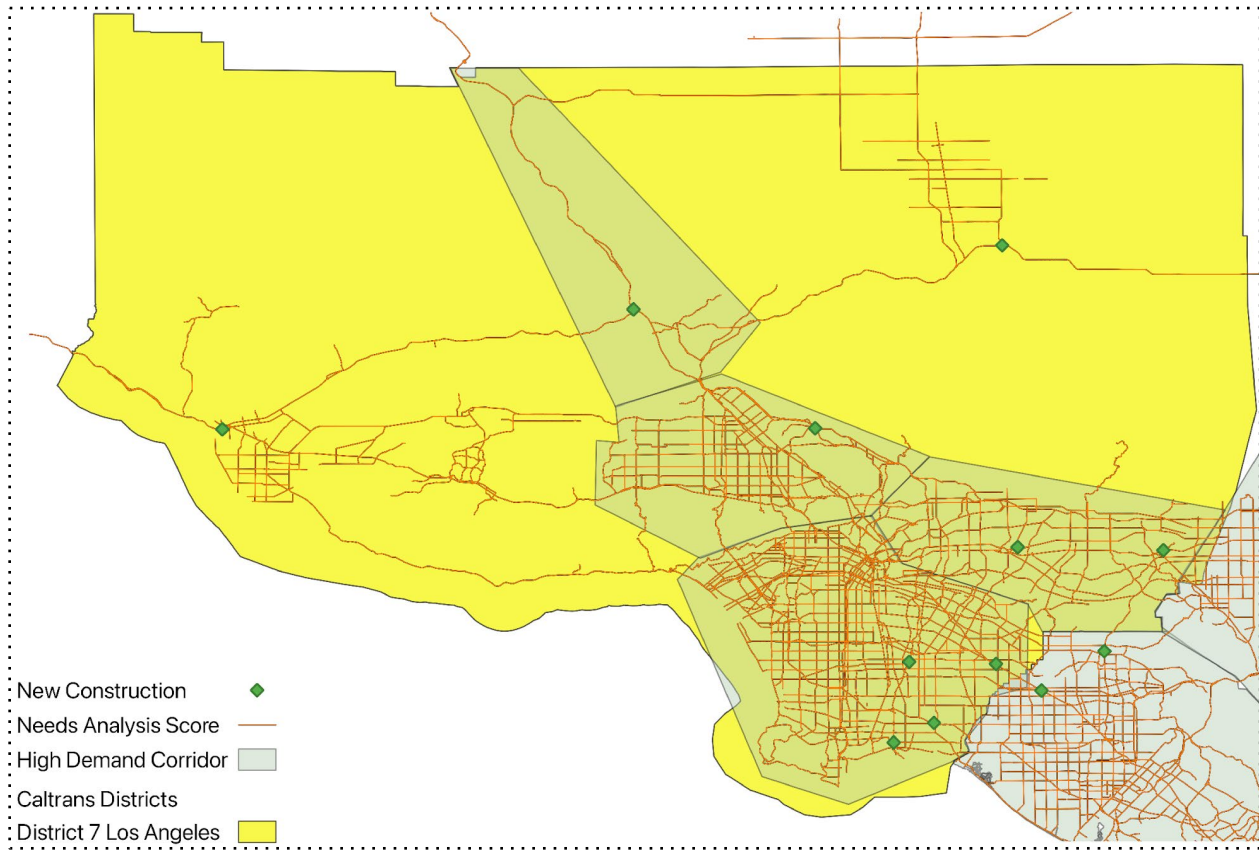 New Construction
Needs Analysis Score
High Demand Corridor
Caltrans Districts
District 7 Los Angeles